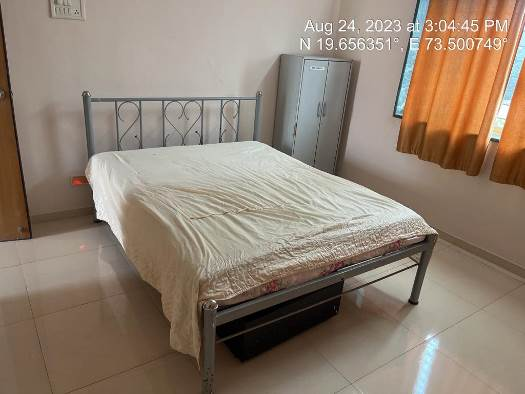 Aug 24, 2023 at 3:04:45 PM
N 19.656351°, E 73.500749°